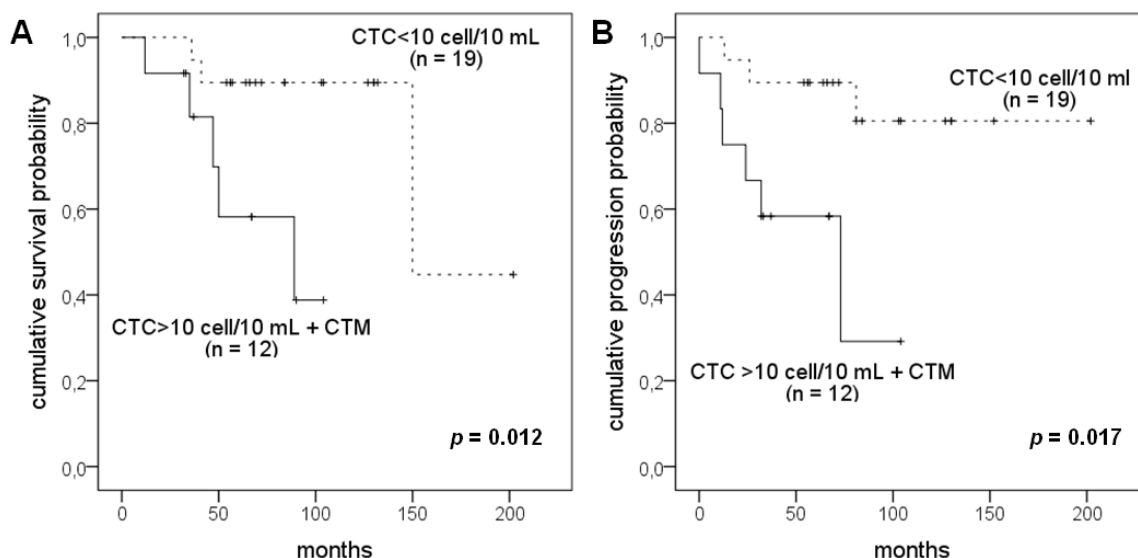 A
cumulative survival probability
1,0
0,8
0,6
0,4
0,2
0,0
CTC<10 cell/10 mL
(n = 19)
CTC>10 cell/10 mL + CTM
(n = 12)
p = 0.012
0 50 100 150 200
months
B
cumulative progression probability
1,0
0,8
0,6
0,4
0,2
0,0
CTC<10 cell/10 ml
(n = 19)
CTC >10 cell/10 mL + CTM
(n = 12)
p = 0.017
0 50 100 150 200
months